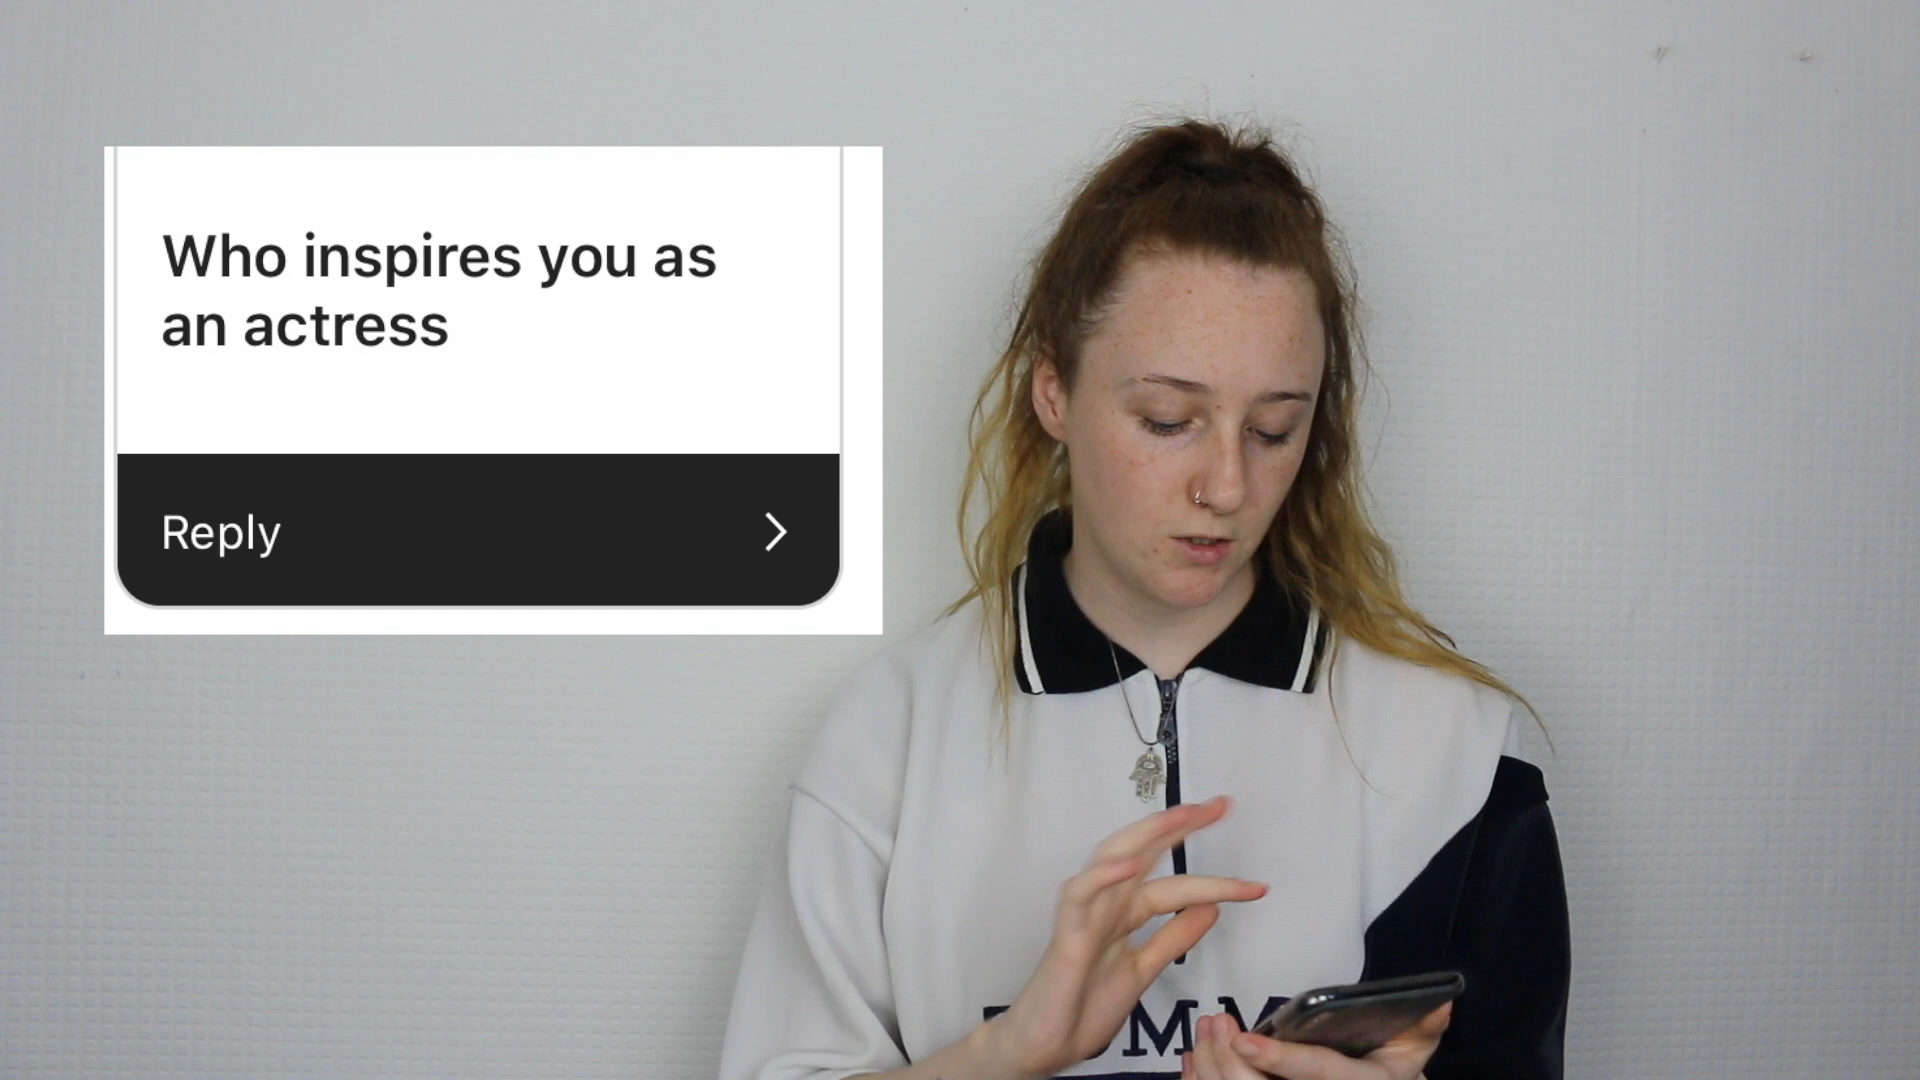 Who inspires you as
an actress
Reply